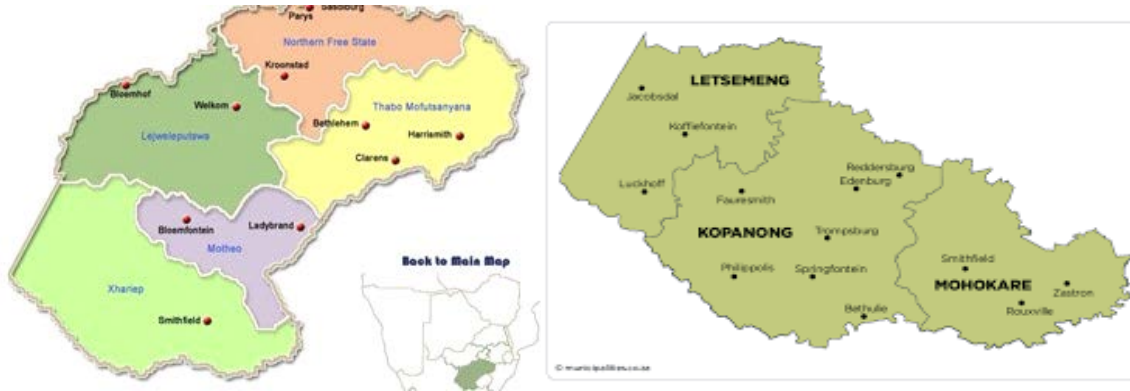 Sasolburg
Parys
Northern Free State
Kroonstad
Bloemhof
Welkom
Thabo Mofutsanyana
Bethlehem
Harrismith
Lejweleputswa
Clarens
Bloemfontein
Ladybrand
Motheo
Xhariep
Smithfield
Back to Main Map
LETSEMENG
Jacobsdal
Koffiefontein
Luckhoff
Reddersburg
Edenburg
Fauresmith
KOPANONG
Trompsburg
Philippolis
Springfontein
Bethulie
Smithfield
MOHOKARE
Zastron
Rouxville
© municipalities.co.za